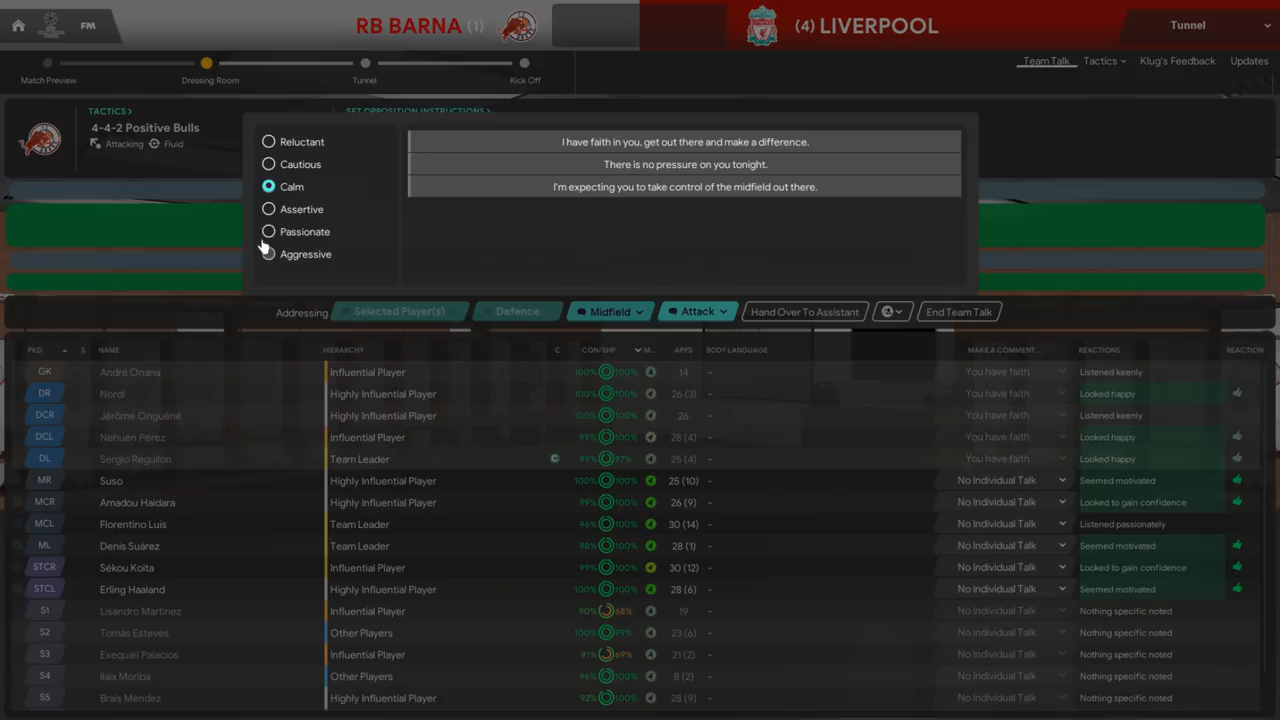 FM
RB BARNA (1)
(4) LIVERPOOL
Tunnel
Match Preview
Dressing Room
Tunnel
Kick Off
Team Talk
Tactics
Klug's Feedback
Updates
TACTICS >
SET OPPOSITION INSTRUCTIONS >
4-4-2 Positive Bulls
Attacking Fluid
Reluctant
Cautious
Calm
Assertive
Passionate
Aggressive
I have faith in you, get out there and make a difference.
There is no pressure on you tonight.
I'm expecting you to take control of the midfield out there.
Addressing Selected Player(s) Defence Midfield Attack Hand Over To Assistant End Team Talk
PKD S NAME HIERARCHY C CON/SHP M... APPS BODY LANGUAGE MAKE A COMMENT... REACTIONS REACTION
GK André Onana Influential Player 100% 100% 14 - You have faith Listened keenly
DR Nordi Highly Influential Player 100% 100% 26 (3) - You have faith Looked happy
DCR Jérôme Onguéné Highly Influential Player 100% 100% 26 - You have faith Listened keenly
DCL Nehuén Pérez Influential Player 99% 100% 28 (4) - You have faith Looked happy
DL Sergio Reguilón Team Leader C 99% 97% 25 (4) - You have faith Looked happy
MR Suso Highly Influential Player 100% 100% 25 (10) - No Individual Talk Seemed motivated
MCR Amadou Haidara Highly Influential Player 100% 100% 26 (9) - No Individual Talk Looked to gain confidence
MCL Florentino Luís Team Leader 96% 100% 30 (14) - No Individual Talk Listened passionately
ML Denis Suárez Team Leader 98% 100% 28 (1) - No Individual Talk Seemed motivated
STCR Sékou Koïta Influential Player 99% 100% 30 (12) - No Individual Talk Looked to gain confidence
STCL Erling Haaland Highly Influential Player 100% 100% 28 (6) - No Individual Talk Seemed motivated
S1 Lisandro Martínez Influential Player 90% 68% 19 - No Individual Talk Nothing specific noted
S2 Tomás Esteves Other Players 100% 99% 23 (6) - No Individual Talk Nothing specific noted
S3 Exequiel Palacios Influential Player 91% 69% 21 (2) - No Individual Talk Nothing specific noted
S4 Ilaix Moriba Other Players 96% 100% 8 (2) - No Individual Talk Nothing specific noted
S5 Brais Méndez Highly Influential Player 92% 100% 28 (9) - No Individual Talk Nothing specific noted